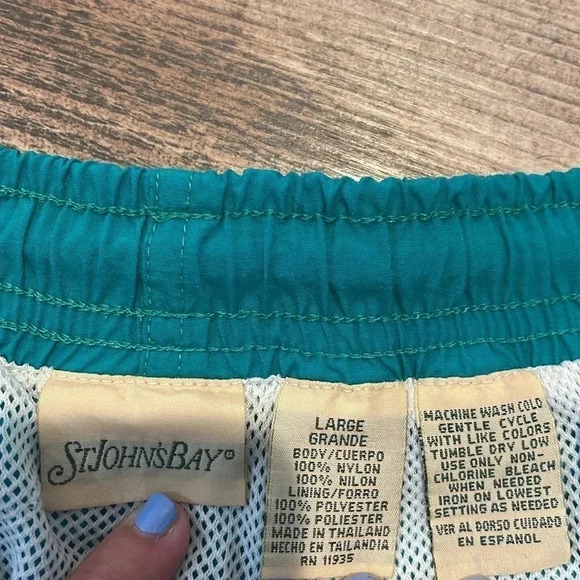 ST.JOHN'S BAY®
LARGE
GRANDE
BODY/CUERPO
100% NYLON
100% NILON
LINING/FORRO
100% POLYESTER
100% POLIESTER
MADE IN THAILAND
HECHO EN TAILANDIA
RN 11935
MACHINE WASH COLD
GENTLE CYCLE
WITH LIKE COLORS
TUMBLE DRY LOW
USE ONLY NON-
CHLORINE BLEACH
WHEN NEEDED
IRON ON LOWEST
SETTING AS NEEDED
VER AL DORSO CUIDADO
EN ESPANOL